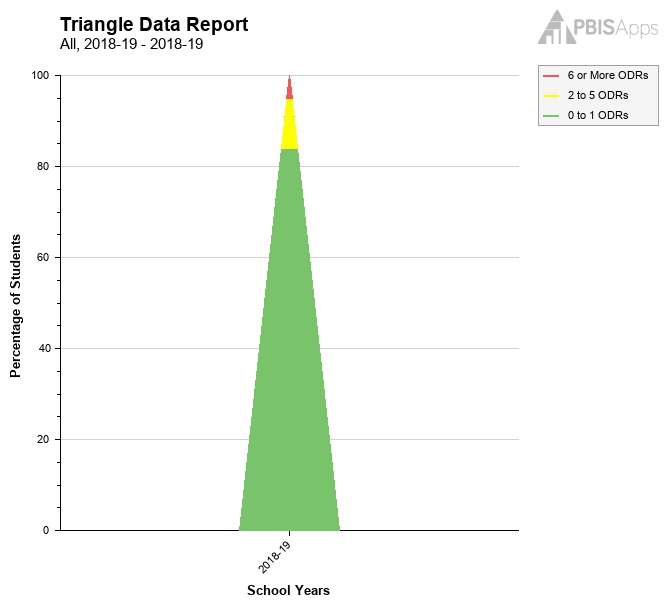 Triangle Data Report
All, 2018-19 - 2018-19
PBISApps
6 or More ODRs
2 to 5 ODRs
0 to 1 ODRs
Percentage of Students
100
80
60
40
20
0
2018-19
School Years